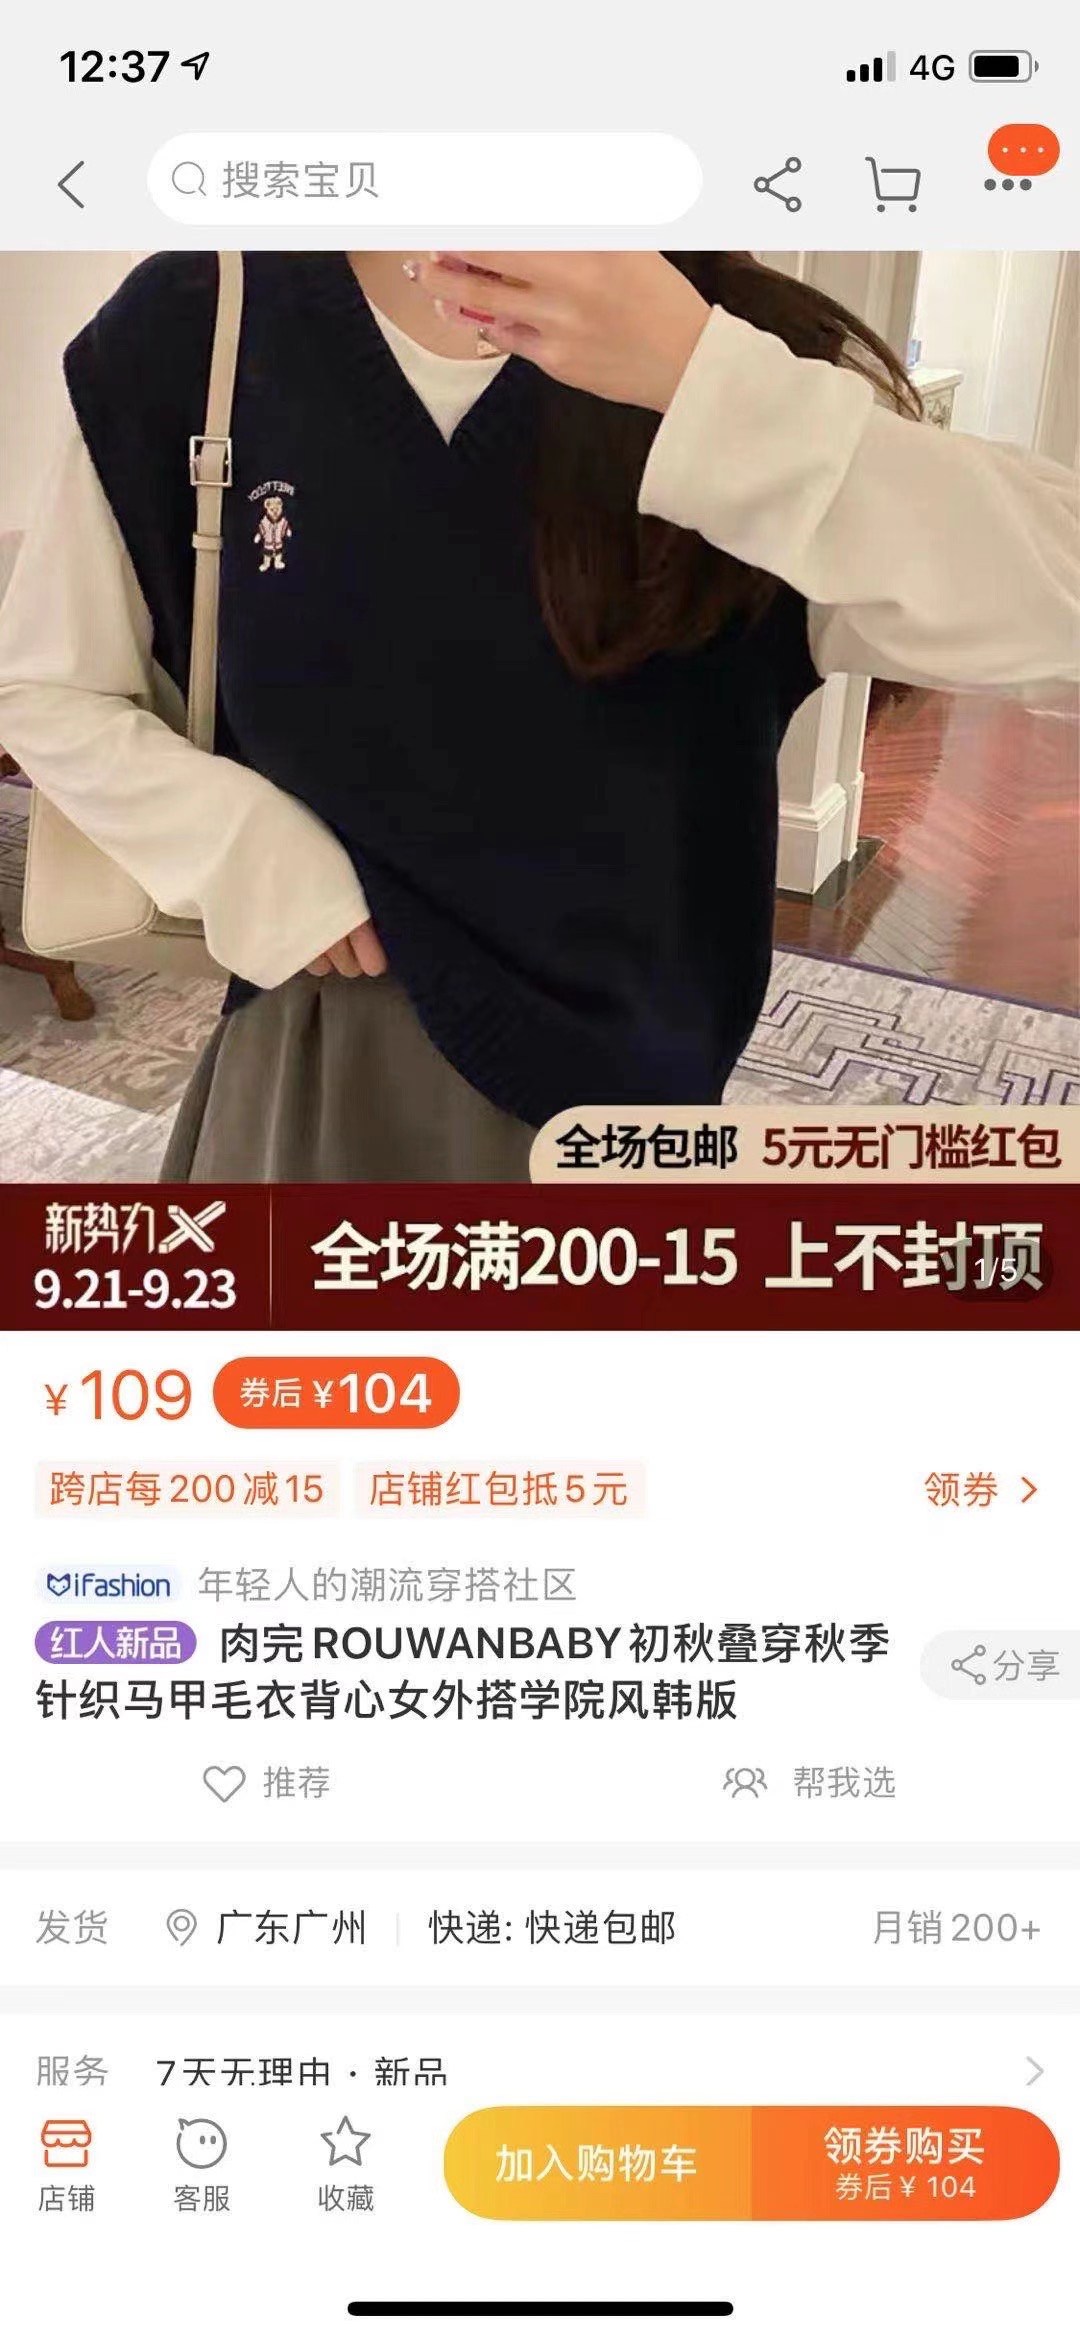 12:37
4G
搜索宝贝
全场包邮 5元无门槛红包
新势力
9.21-9.23
全场满200-15 上不封顶
1/5
¥109 券后¥104
跨店每200减15 店铺红包抵5元 领券
iFashion 年轻人的潮流穿搭社区
红人新品 肉完ROUWANBABY初秋叠穿秋季
针织马甲毛衣背心女外搭学院风韩版
分享
推荐 帮我选
发货 广东广州 快递: 快递包邮 月销200+
服务 7天无理由 · 新品
店铺 客服 收藏
加入购物车
领券购买
券后¥ 104